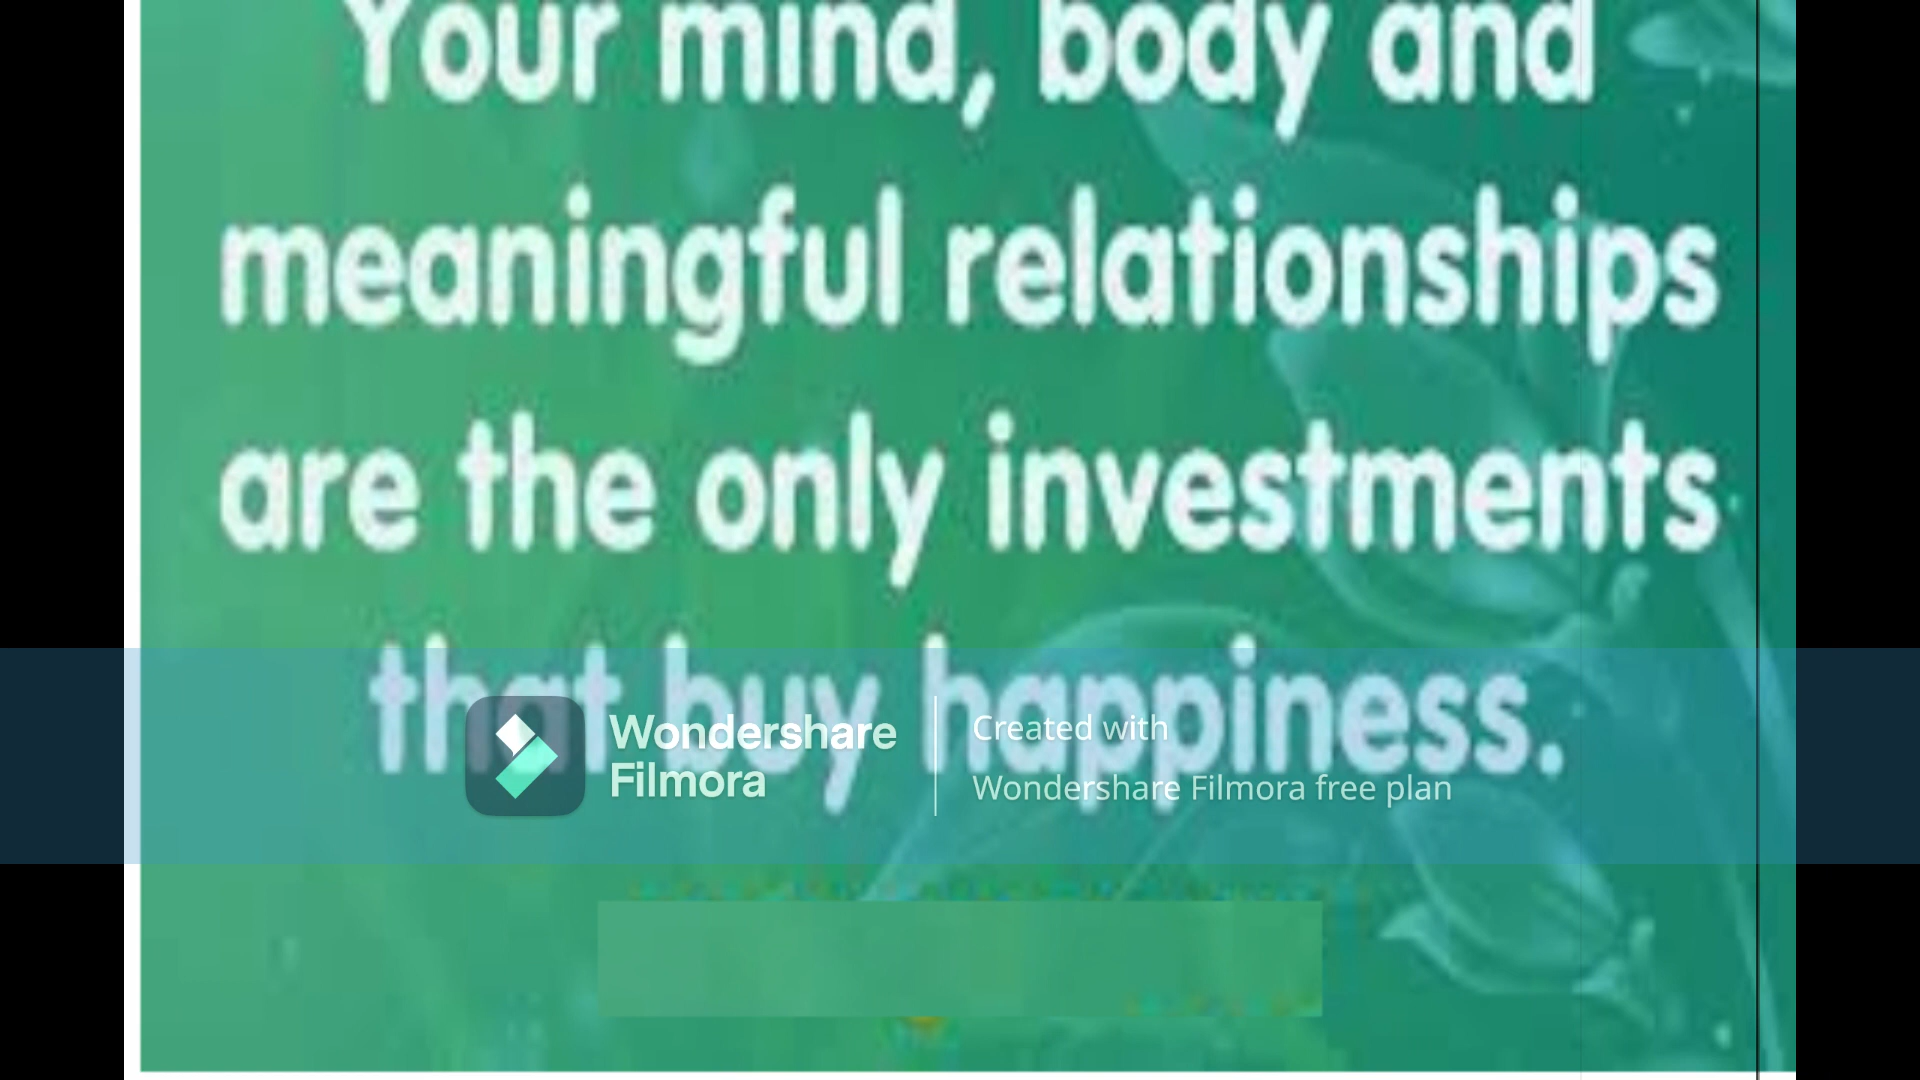 Your mind, body and
meaningful relationships
are the only investments
that buy happiness.
Wondershare
Filmora
Created with
Wondershare Filmora free plan